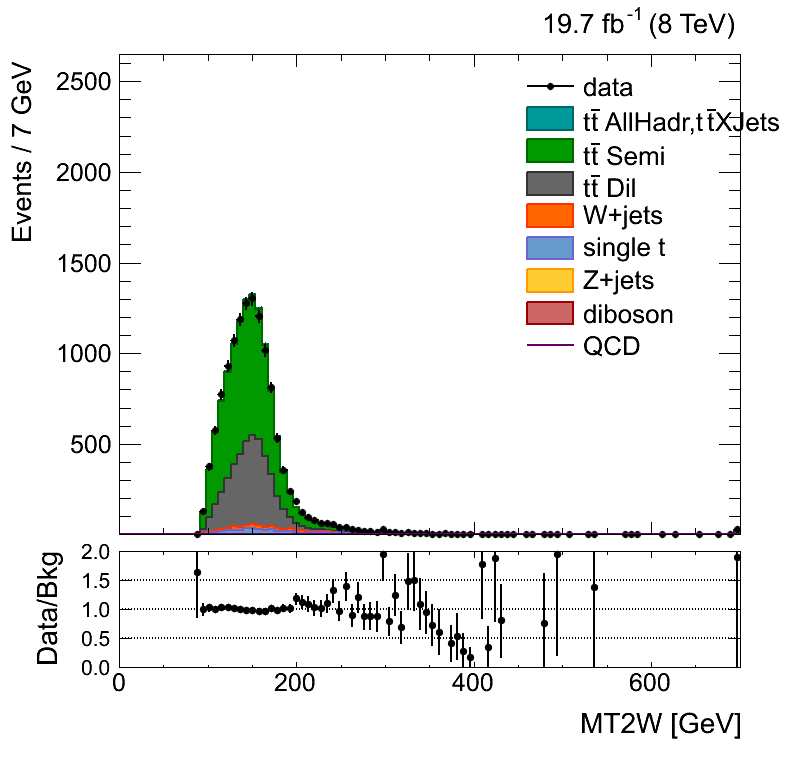 19.7 fb⁻¹ (8 TeV)
Events / 7 GeV
2500
2000
1500
1000
500
data
tt̄ AllHadr,tt̄XJets
tt̄ Semi
tt̄ Dil
W+jets
single t
Z+jets
diboson
QCD
Data/Bkg
2.0
1.5
1.0
0.5
0.0
0 200 400 600
MT2W [GeV]